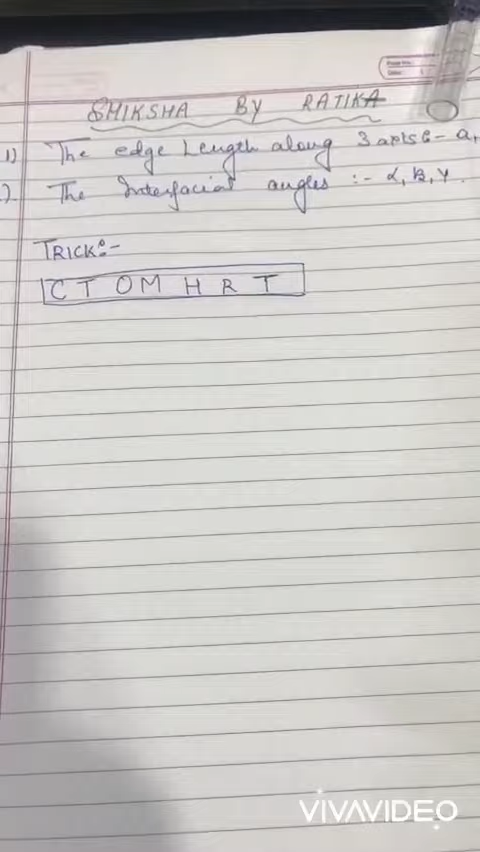 SHIKSHA BY RATIKA
1) The edge Length along 3 axis :- a,
2). The Interfacial angles :- α, β, γ.
TRICK:-
C T O M H R T
VIVAVIDEO